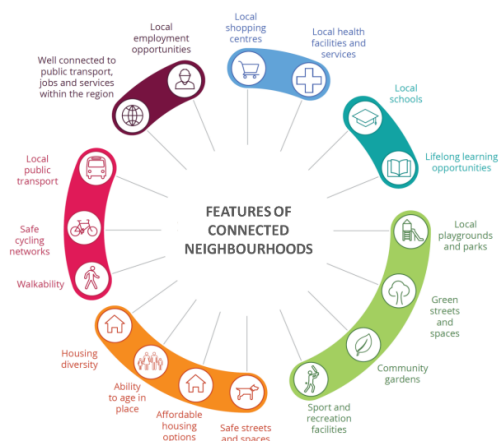 Local
shopping
centres
Local health
facilities and
services
Local
schools
Lifelong learning
opportunities
Local
playgrounds
and parks
Green
streets
and
spaces
Community
gardens
Sport and
recreation
facilities
Safe streets
and spaces
Affordable
housing
options
Ability
to age in
place
Housing
diversity
Walkability
Safe
cycling
networks
Local
public
transport
Well connected to
public transport,
jobs and services
within the region
Local
employment
opportunities
FEATURES OF
CONNECTED
NEIGHBOURHOODS